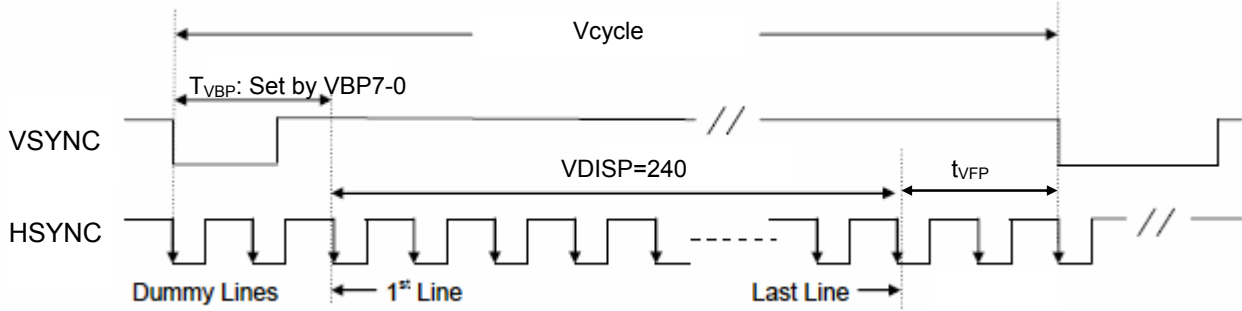 Vcycle
TVBP: Set by VBP7-0
VSYNC
VDISP=240
tVFP
HSYNC
Dummy Lines
1st Line
Last Line